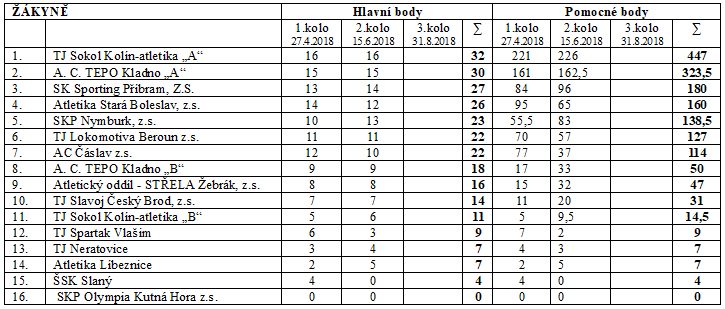 ŽÁKYNĚ Hlavní body Pomocné body
1.kolo 2.kolo 3.kolo ∑ 1.kolo 2.kolo 3.kolo ∑
27.4.2018 15.6.2018 31.8.2018 27.4.2018 15.6.2018 31.8.2018
1. TJ Sokol Kolín-atletika „A“ 16 16 32 221 226 447
2. A. C. TEPO Kladno „A“ 15 15 30 161 162,5 323,5
3. SK Sporting Příbram, Z.S. 13 14 27 84 96 180
4. Atletika Stará Boleslav, z.s. 14 12 26 95 65 160
5. SKP Nymburk, z.s. 10 13 23 55,5 83 138,5
6. TJ Lokomotiva Beroun z.s. 11 11 22 70 57 127
7. AC Čáslav z.s. 12 10 22 77 37 114
8. A. C. TEPO Kladno „B“ 9 9 18 17 33 50
9. Atletický oddíl - STŘELA Žebrák, z.s. 8 8 16 15 32 47
10. TJ Slavoj Český Brod, z.s. 7 7 14 11 20 31
11. TJ Sokol Kolín-atletika „B“ 5 6 11 5 9,5 14,5
12. TJ Spartak Vlašim 6 3 9 7 2 9
13. TJ Neratovice 3 4 7 4 3 7
14. Atletika Líbeznice 2 5 7 2 5 7
15. ŠSK Slaný 4 0 4 4 0 4
16. SKP Olympia Kutná Hora z.s. 0 0 0 0 0 0